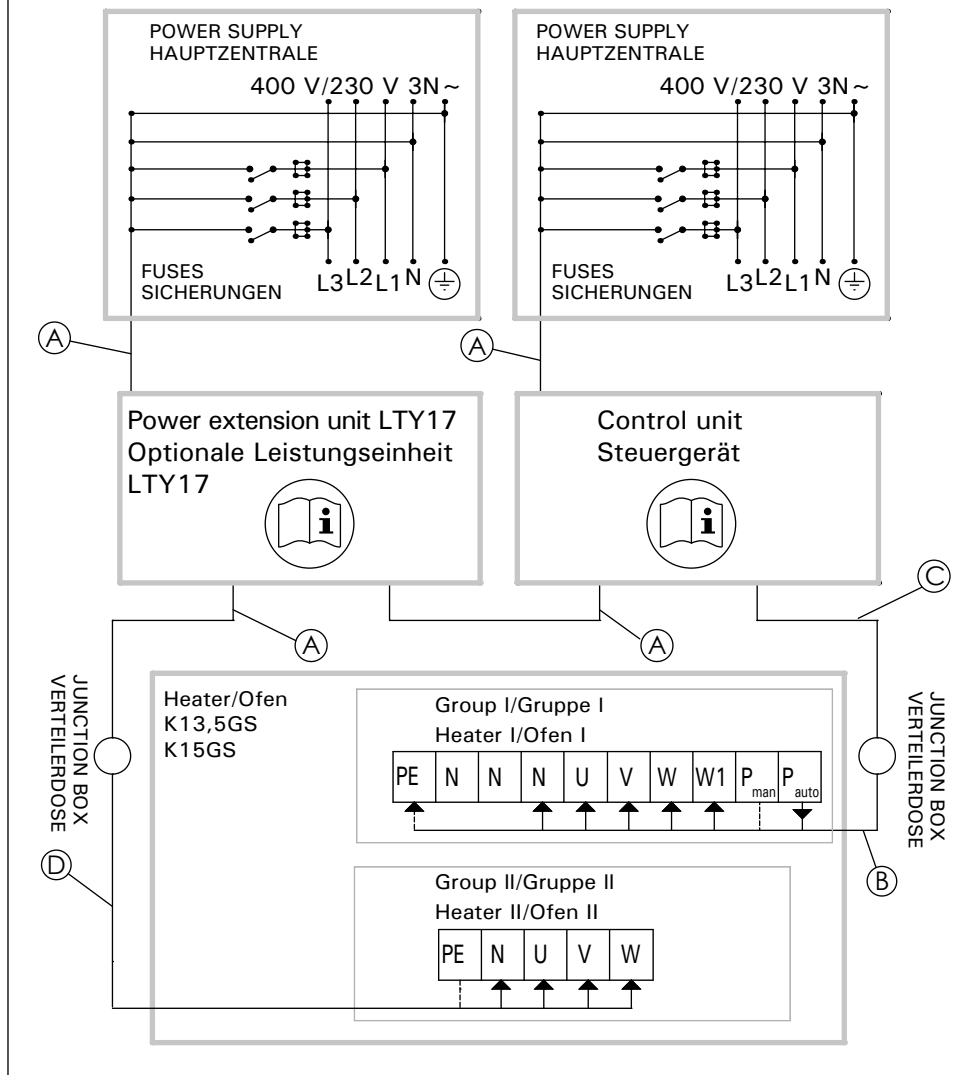 POWER SUPPLY
HAUPTZENTRALE
400 V/230 V 3N~
FUSES
SICHERUNGEN
L3 L2 L1 N
POWER SUPPLY
HAUPTZENTRALE
400 V/230 V 3N~
FUSES
SICHERUNGEN
L3 L2 L1 N
A
A
Power extension unit LTY17
Optionale Leistungseinheit
LTY17
i
Control unit
Steuergerät
i
C
A
A
JUNCTION BOX
VERTEILERDOSE
Heater/Ofen
K13,5GS
K15GS
Group I/Gruppe I
Heater I/Ofen I
PE N N N U V W W1 Pman Pauto
JUNCTION BOX
VERTEILERDOSE
D
B
Group II/Gruppe II
Heater II/Ofen II
PE N U V W